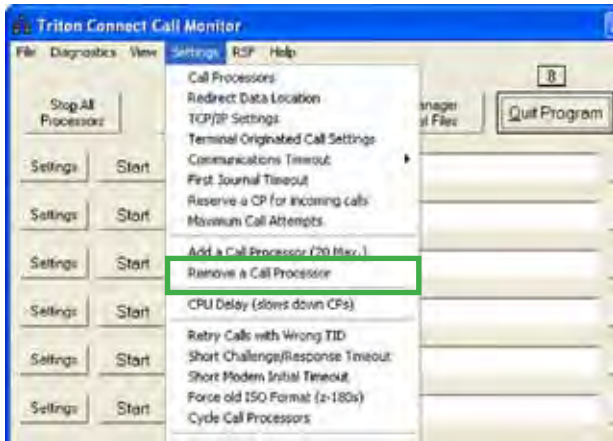 Triton Connect Call Monitor
File Diagnostics View Settings RSP Help
8
Stop All
Processors
anager
al Files
Quit Program
Call Processors
Redirect Data Location
TCP/IP Settings
Terminal Originated Call Settings
Communications Timeout
First Journal Timeout
Reserve a CP for incoming calls
Maximum Call Attempts
Add a Call Processor (20 Max.)
Remove a Call Processor
CPU Delay (slows down CPs)
Retry Calls with Wrong TID
Short Challenge/Response Timeout
Short Modem Initial Timeout
Force old ISO Format (z-180s)
Cycle Call Processors
Settings Start
Settings Start
Settings Start
Settings Start
Settings Start
Settings Start